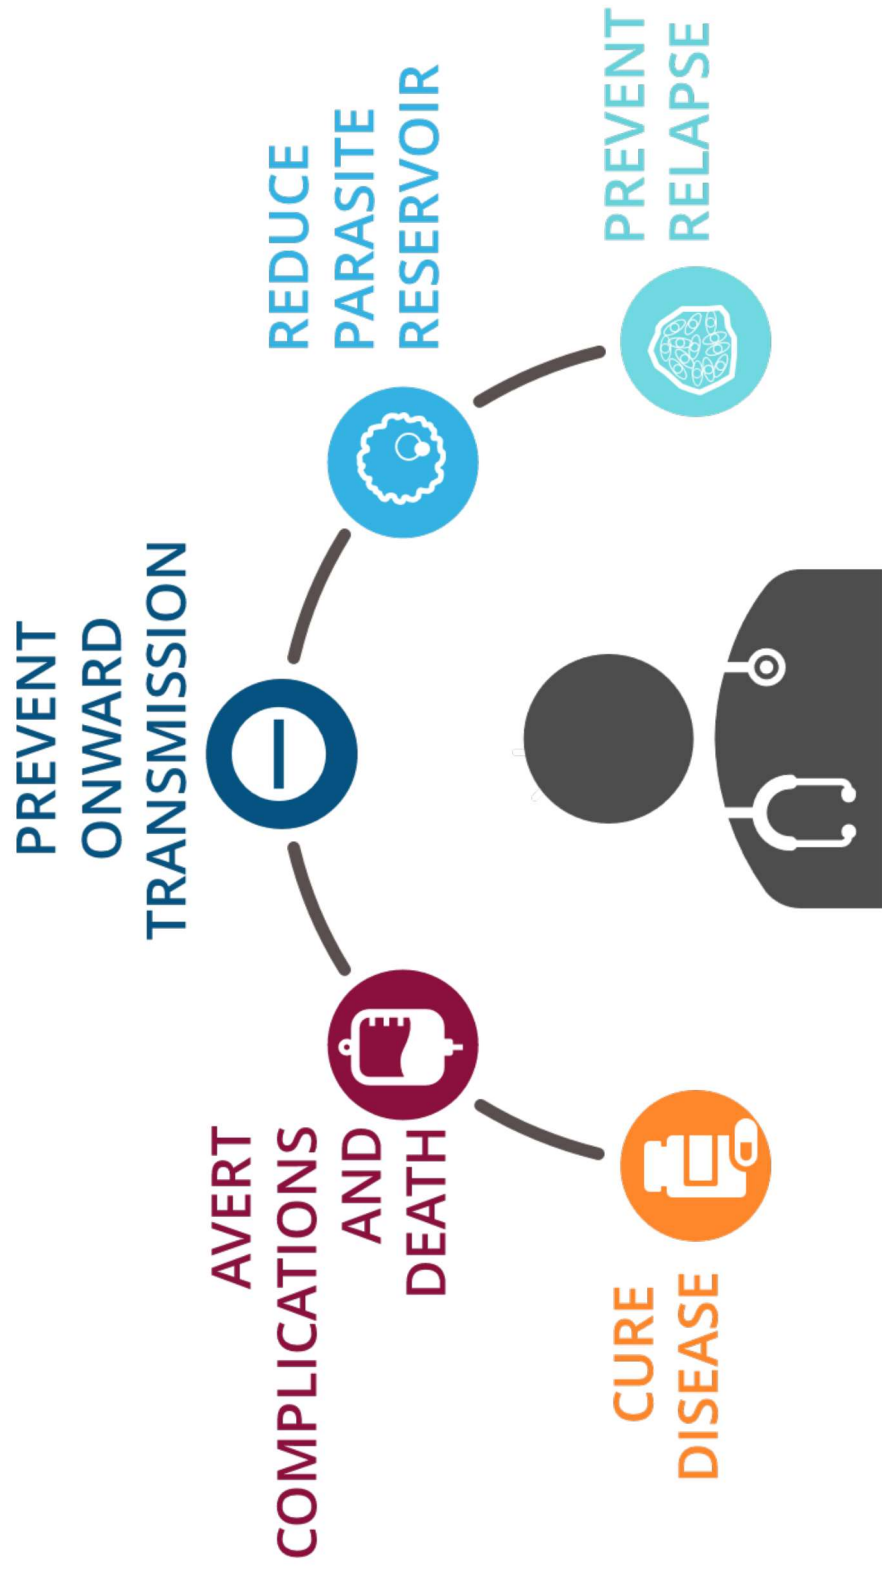 CURE
DISEASE
AVERT
COMPLICATIONS
AND
DEATH
PREVENT
ONWARD
TRANSMISSION
REDUCE
PARASITE
RESERVOIR
PREVENT
RELAPSE